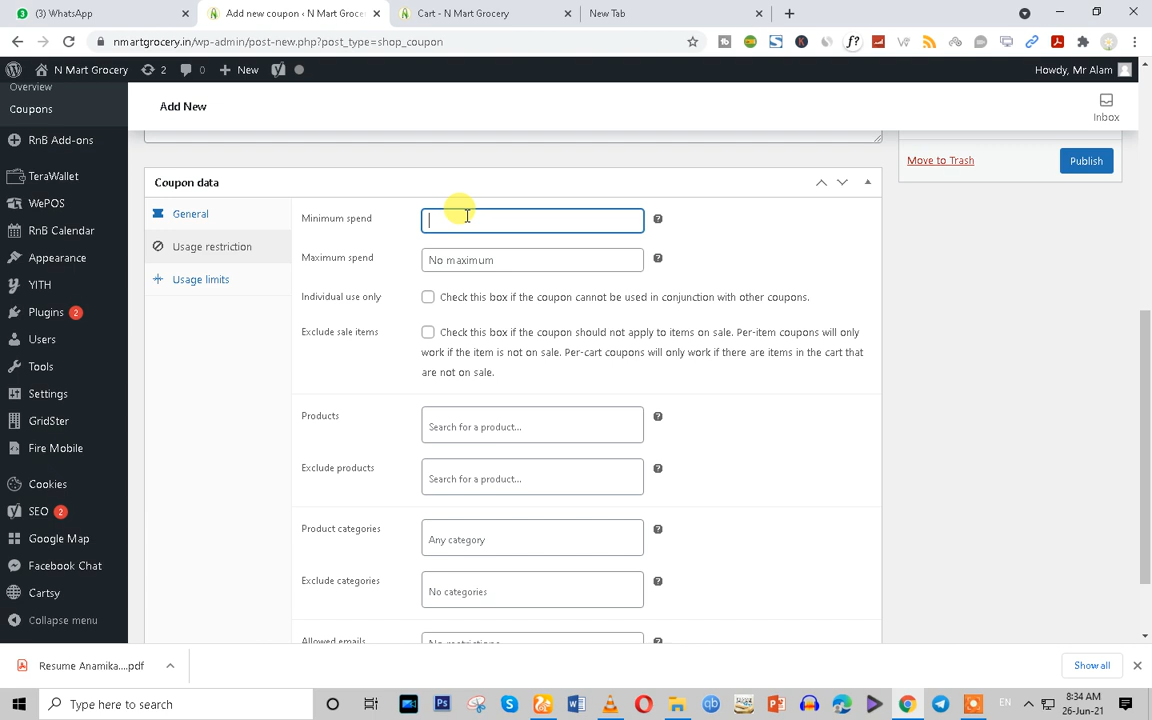 (3) WhatsApp
Add new coupon ‹ N Mart Grocer
Cart - N Mart Grocery
New Tab
nmartgrocery.in/wp-admin/post-new.php?post_type=shop_coupon
N Mart Grocery
2
0
New
Howdy, Mr Alam
Overview
Coupons
RnB Add-ons
TeraWallet
WePOS
RnB Calendar
Appearance
YITH
Plugins 2
Users
Tools
Settings
GridSter
Fire Mobile
Cookies
SEO 2
Google Map
Facebook Chat
Cartsy
Collapse menu
Add New
Inbox
Move to Trash
Publish
Coupon data
General
Usage restriction
Usage limits
Minimum spend
Maximum spend
No maximum
Individual use only
Check this box if the coupon cannot be used in conjunction with other coupons.
Exclude sale items
Check this box if the coupon should not apply to items on sale. Per-item coupons will only
work if the item is not on sale. Per-cart coupons will only work if there are items in the cart that
are not on sale.
Products
Search for a product...
Exclude products
Search for a product...
Product categories
Any category
Exclude categories
No categories
Allowed emails
No restrictions
Resume Anamika....pdf
Show all
Type here to search
EN
8:34 AM
26-Jun-21